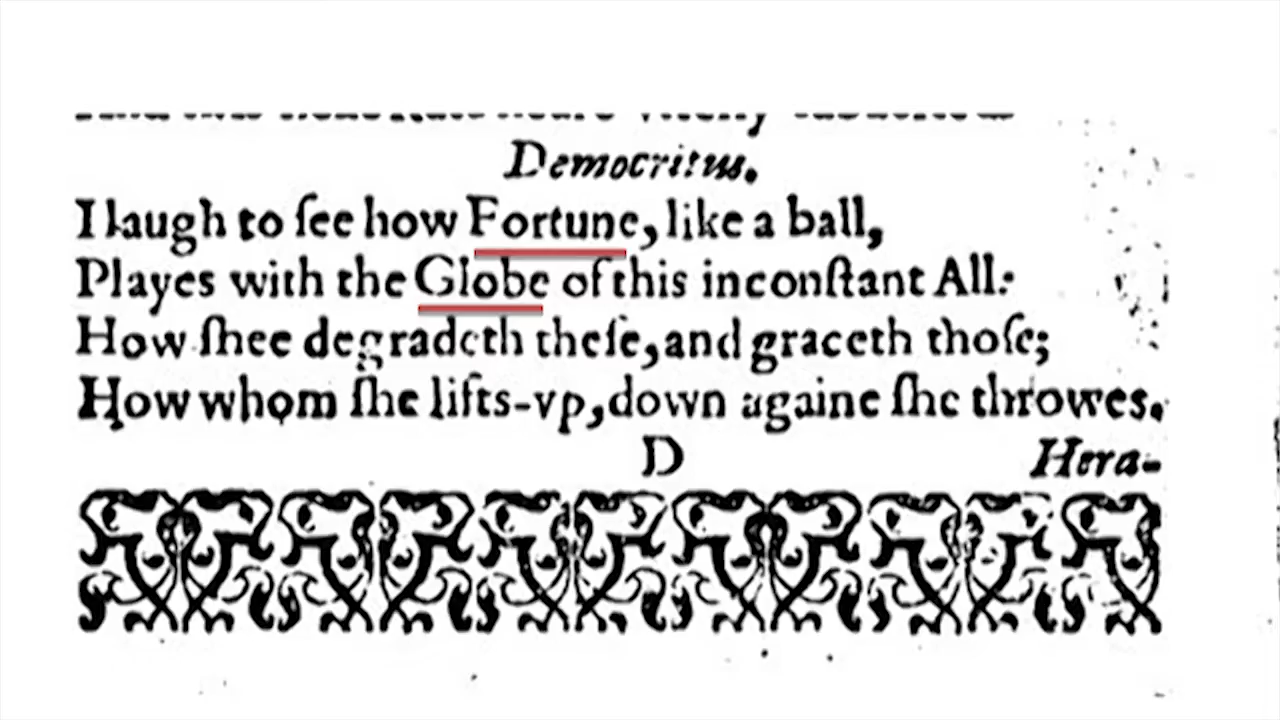 Democritus.
I laugh to ſee how Fortune, like a ball,
Playes with the Globe of this inconſtant All:
How ſhee degradeth theſe, and graceth thoſe;
How whom ſhe lifts-vp, down againe ſhe throwes.
D
Hera-